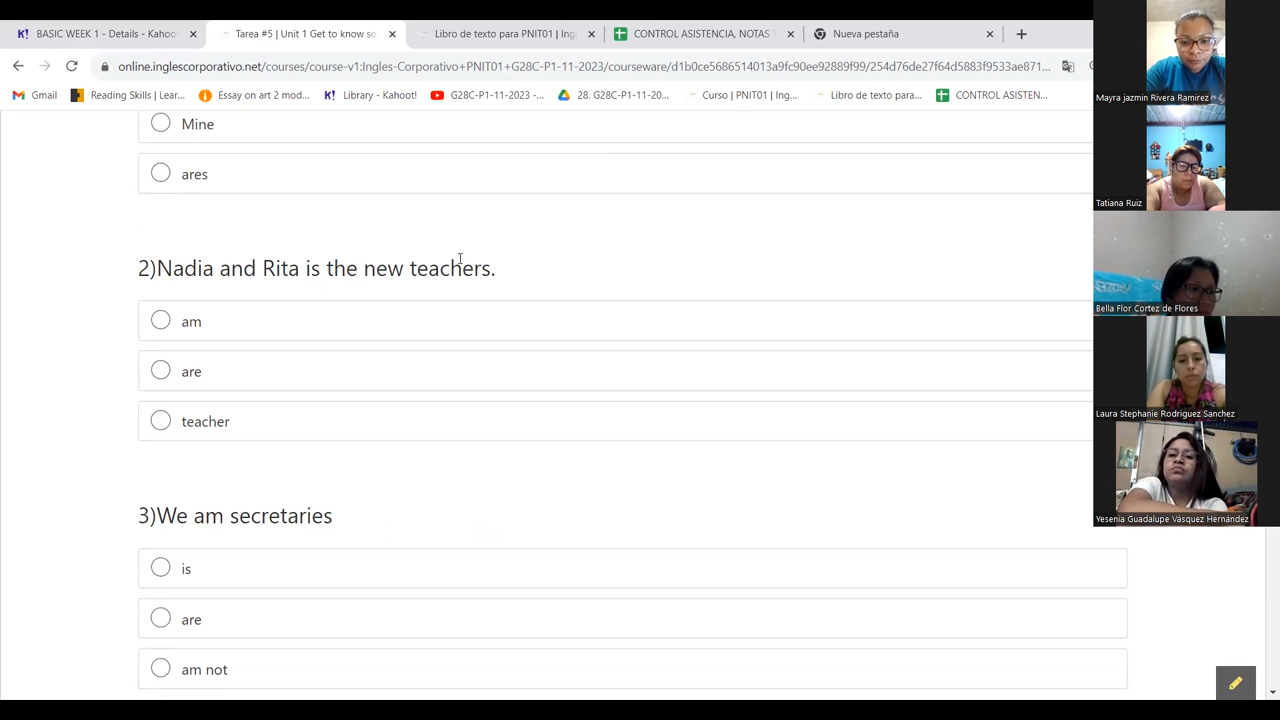 BASIC WEEK 1 - Details - Kahoo
Tarea #5 | Unit 1 Get to know so
Libro de texto para PNIT01 | Ing
CONTROL ASISTENCIA, NOTAS
Nueva pestaña
online.inglescorporativo.net/courses/course-v1:Ingles-Corporativo+PNIT01+G28C-P1-11-2023/courseware/d1b0ce5686514013a9fc90ee92889f99/254d76de27f64d5883f9533ae871...
Gmail
Reading Skills | Lear...
Essay on art 2 mod...
Library - Kahoot!
G28C-P1-11-2023 -...
28. G28C-P1-11-20...
Curso | PNIT01 | Ing...
Libro de texto para...
CONTROL ASISTEN...
Mine
ares
2)Nadia and Rita is the new teachers.
am
are
teacher
3)We am secretaries
is
are
am not
Mayra jazmin Rivera Ramirez
Tatiana Ruiz
Bella Flor Cortez de Flores
Laura Stephanie Rodriguez Sanchez
Yesenia Guadalupe Vásquez Hernández